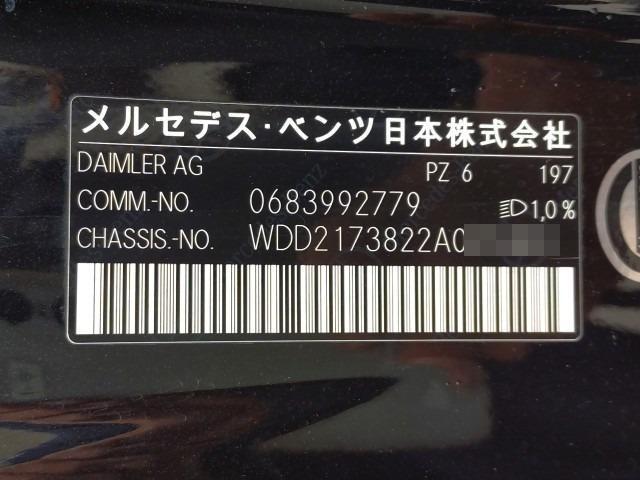 メルセデス・ベンツ日本株式会社
DAIMLER AG PZ 6 197
COMM.-NO. 0683992779 1,0%
CHASSIS.-NO. WDD2173822A0